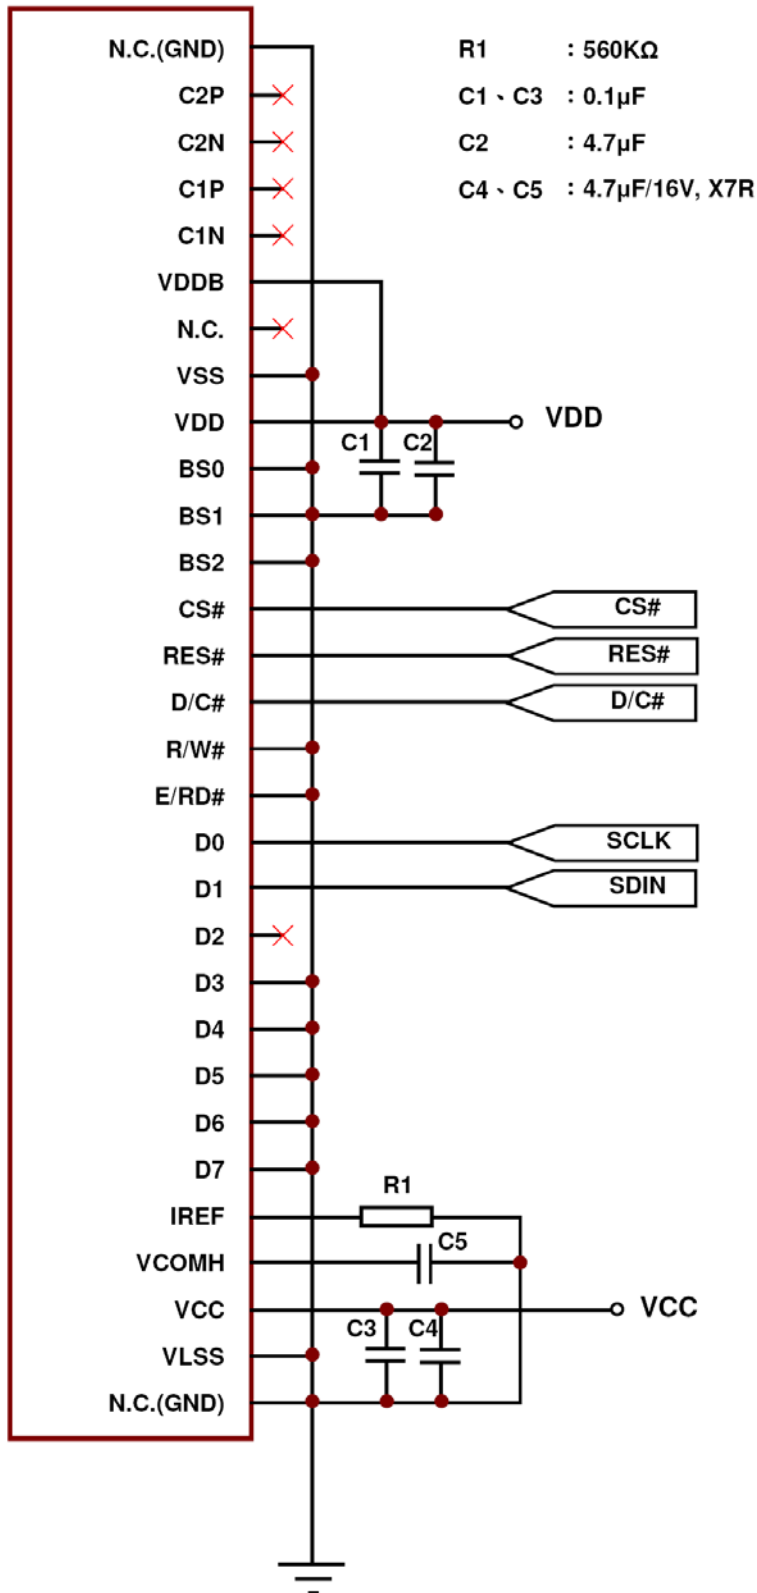 N.C.(GND)
C2P
C2N
C1P
C1N
VDDB
N.C.
VSS
VDD
BS0
BS1
BS2
CS#
RES#
D/C#
R/W#
E/RD#
D0
D1
D2
D3
D4
D5
D6
D7
IREF
VCOMH
VCC
VLSS
N.C.(GND)
R1 : 560KΩ
C1、C3 : 0.1μF
C2 : 4.7μF
C4、C5 : 4.7μF/16V, X7R
VDD
C1
C2
CS#
RES#
D/C#
SCLK
SDIN
R1
C5
VCC
C3
C4